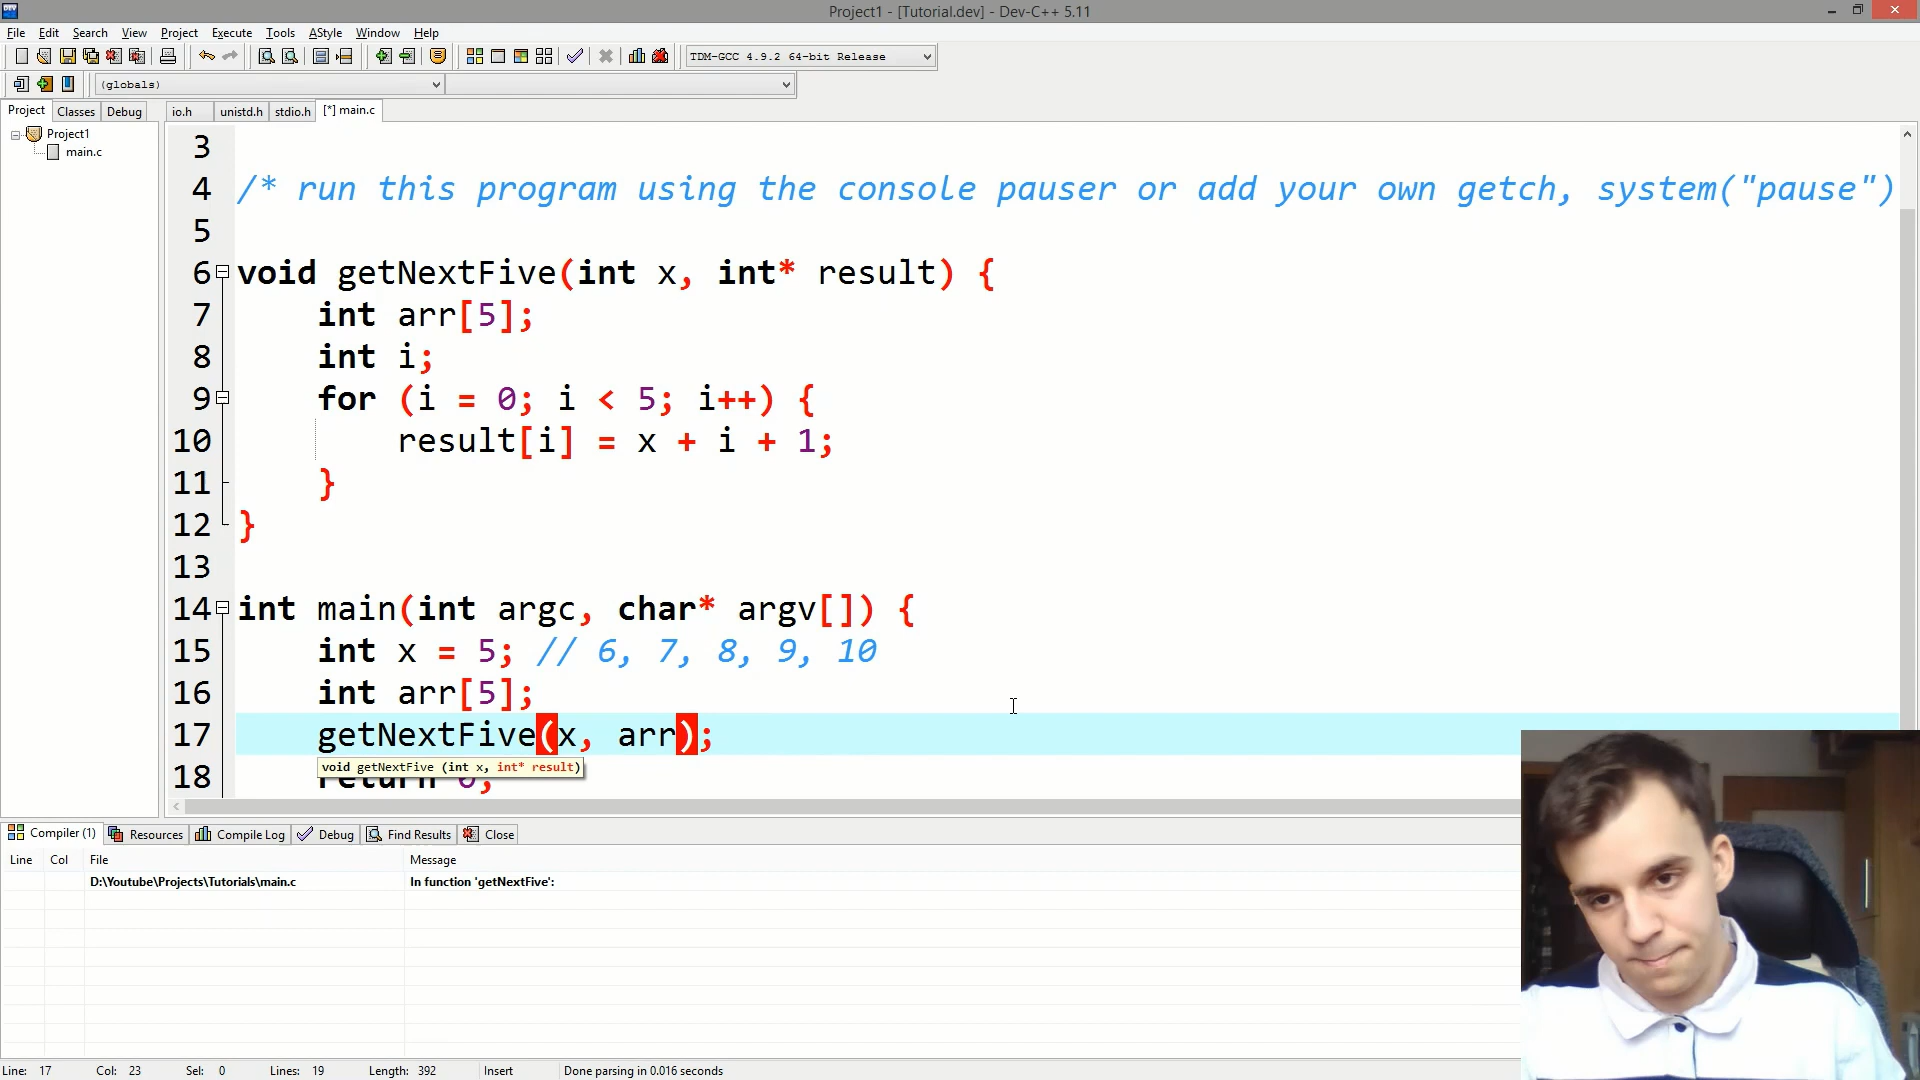 Project1 - [Tutorial.dev] - Dev-C++ 5.11
File Edit Search View Project Execute Tools AStyle Window Help
TDM-GCC 4.9.2 64-bit Release
(globals)
Project Classes Debug
io.h unistd.h stdio.h [*] main.c
Project1
main.c
3
4 /* run this program using the console pauser or add your own getch, system("pause")
5
6 void getNextFive(int x, int* result) {
7 int arr[5];
8 int i;
9 for (i = 0; i < 5; i++) {
10 result[i] = x + i + 1;
11 }
12 }
13
14 int main(int argc, char* argv[]) {
15 int x = 5; // 6, 7, 8, 9, 10
16 int arr[5];
17 getNextFive(x, arr);
void getNextFive (int x, int* result)
18 return 0;
Compiler (1) Resources Compile Log Debug Find Results Close
Line Col File Message
D:\Youtube\Projects\Tutorials\main.c In function 'getNextFive':
Line: 17 Col: 23 Sel: 0 Lines: 19 Length: 392 Insert Done parsing in 0.016 seconds